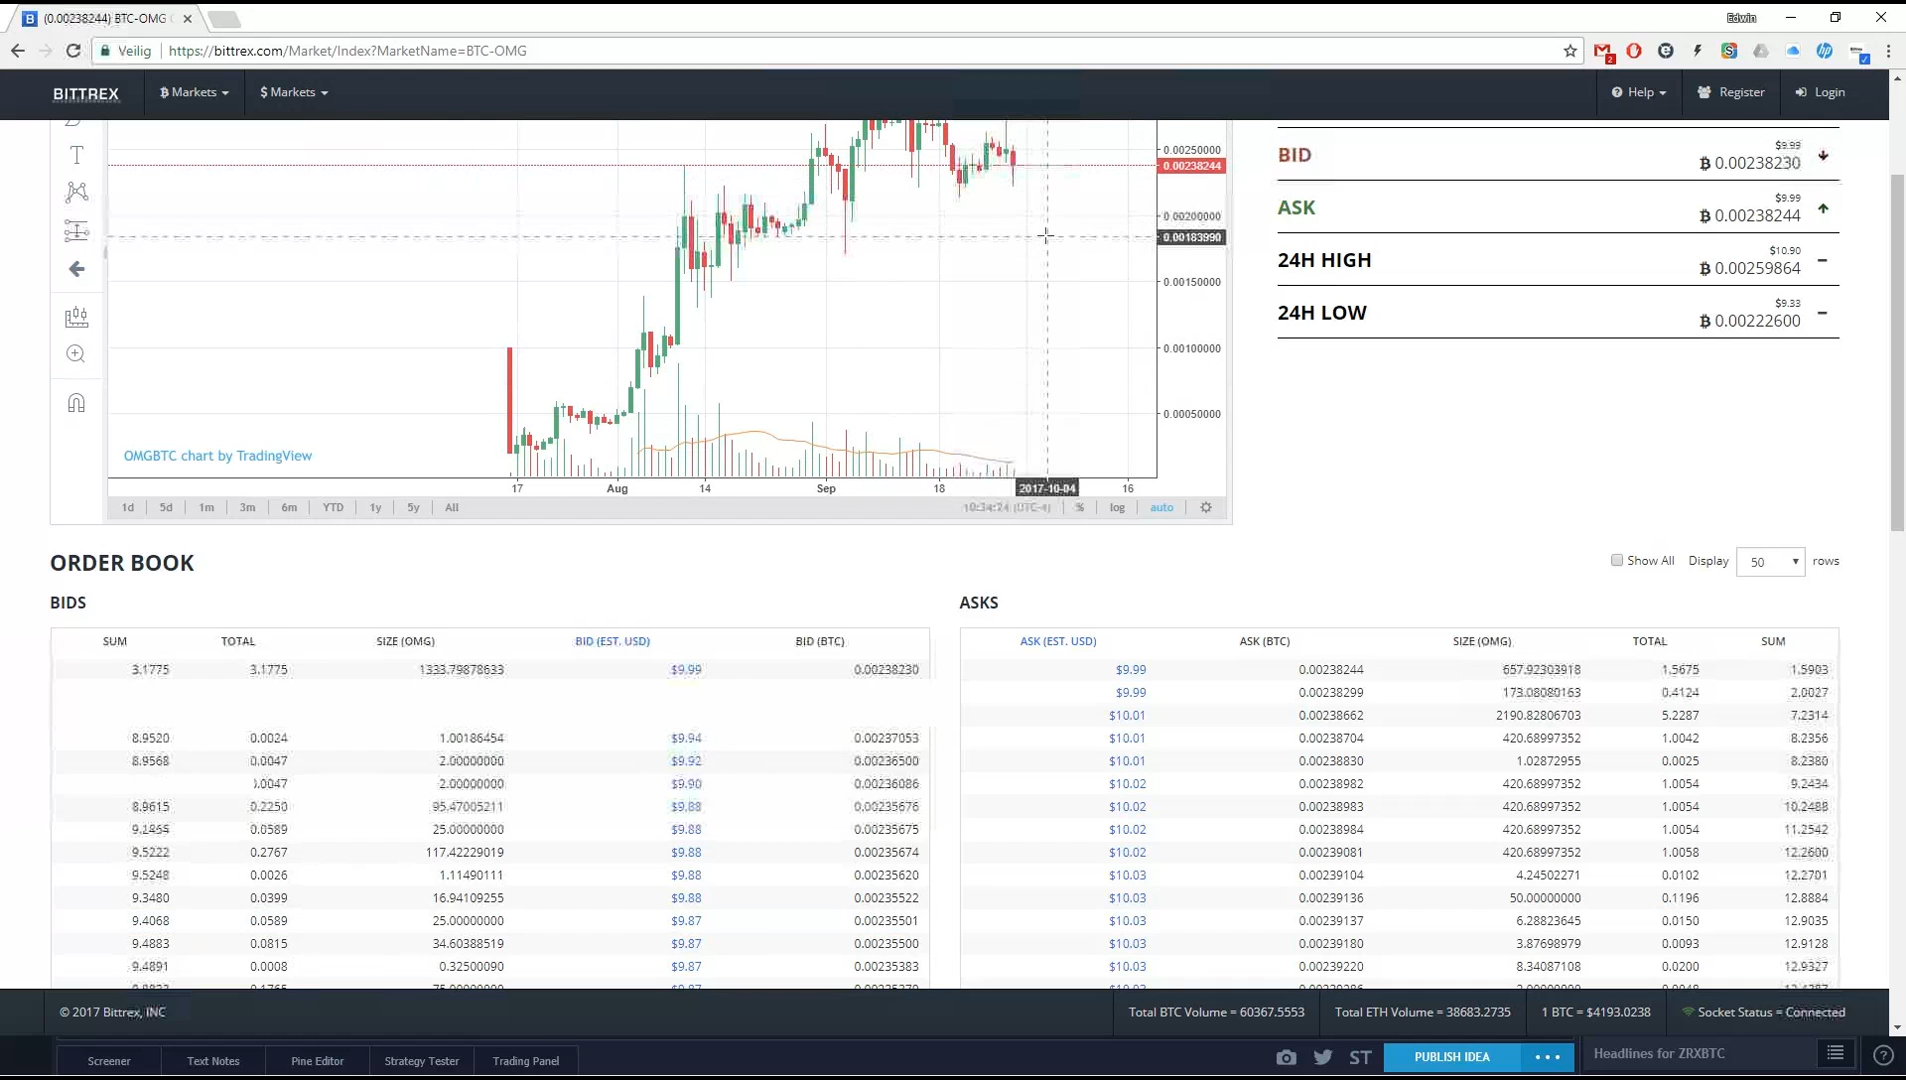 (0.00238244) BTC-OMG
Edwin
Veilig https://bittrex.com/Market/Index?MarketName=BTC-OMG
BITTREX Markets $ Markets Help Register Login
0.00250000
0.00238244
0.00200000
0.00183990
0.00150000
0.00100000
0.00050000
OMGBTC chart by TradingView
17 Aug 14 Sep 18 2017-10-04 16
1d 5d 1m 3m 6m YTD 1y 5y All 10:34:24 (UTC-4) % log auto
BID $9.99 0.00238230
ASK $9.99 0.00238244
24H HIGH $10.90 0.00259864
24H LOW $9.33 0.00222600
ORDER BOOK Show All Display 50 rows
BIDS
SUM TOTAL SIZE (OMG) BID (EST. USD) BID (BTC)
3.1775 3.1775 1333.79878633 $9.99 0.00238230
8.9520 0.0024 1.00186454 $9.94 0.00237053
8.9568 0.0047 2.00000000 $9.92 0.00236500
.0047 2.00000000 $9.90 0.00236086
8.9615 0.2250 95.47005211 $9.88 0.00235676
0.0589 25.00000000 $9.88 0.00235675
9.5222 0.2767 117.42229019 $9.88 0.00235674
9.5248 0.0026 1.11490111 $9.88 0.00235620
9.3480 0.0399 16.94109255 $9.88 0.00235522
9.4068 0.0589 25.00000000 $9.87 0.00235501
9.4883 0.0815 34.60388519 $9.87 0.00235500
9.4891 0.0008 0.32500090 $9.87 0.00235383
ASKS
ASK (EST. USD) ASK (BTC) SIZE (OMG) TOTAL SUM
$9.99 0.00238244 657.92303918 1.5675 1.5903
$9.99 0.00238299 173.08080163 0.4124 2.0027
$10.01 0.00238662 2190.82806703 5.2287 7.2314
$10.01 0.00238704 420.68997352 1.0042 8.2356
$10.01 0.00238830 1.02872955 0.0025 8.2380
$10.02 0.00238982 420.68997352 1.0054 9.2434
$10.02 0.00238983 420.68997352 1.0054 10.2488
$10.02 0.00238984 420.68997352 1.0054 11.2542
$10.02 0.00239081 420.68997352 1.0058 12.2600
$10.03 0.00239104 4.24502271 0.0102 12.2701
$10.03 0.00239136 50.00000000 0.1196 12.8884
$10.03 0.00239137 6.28823645 0.0150 12.9035
$10.03 0.00239180 3.87698979 0.0093 12.9128
$10.03 0.00239220 8.34087108 0.0200 12.9327
© 2017 Bittrex, INC Total BTC Volume = 60367.5553 Total ETH Volume = 38683.2735 1 BTC = $4193.0238 Socket Status = Connected
Screener Text Notes Pine Editor Strategy Tester Trading Panel ST PUBLISH IDEA Headlines for ZRXBTC